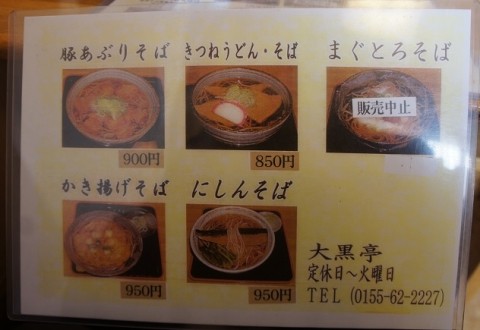 豚あぶりそば
きつねうどん・そば
まぐとろそば
販売中止
900円
850円
かき揚げそば
にしんそば
950円
950円
大黒亭
定休日～火曜日
TEL (0155-62-2227)